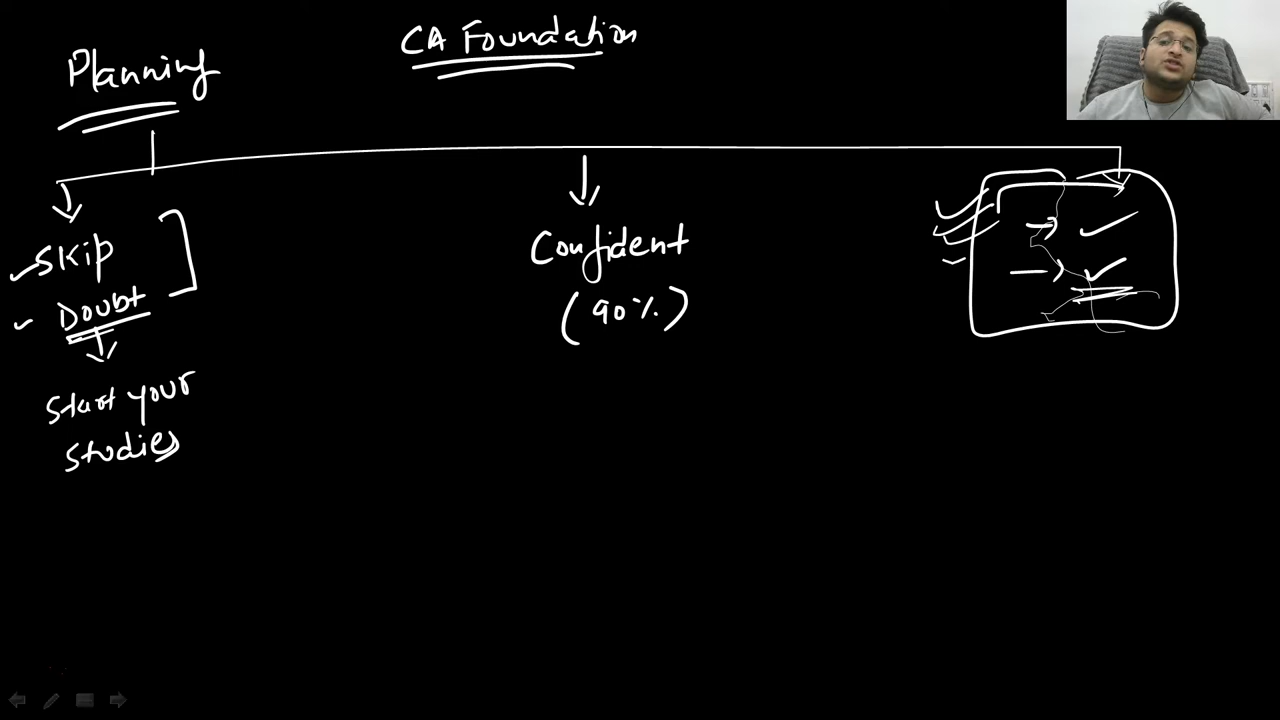 CA Foundation
Planning
Skip
Doubt
Start your
studies
Confident
(90%)